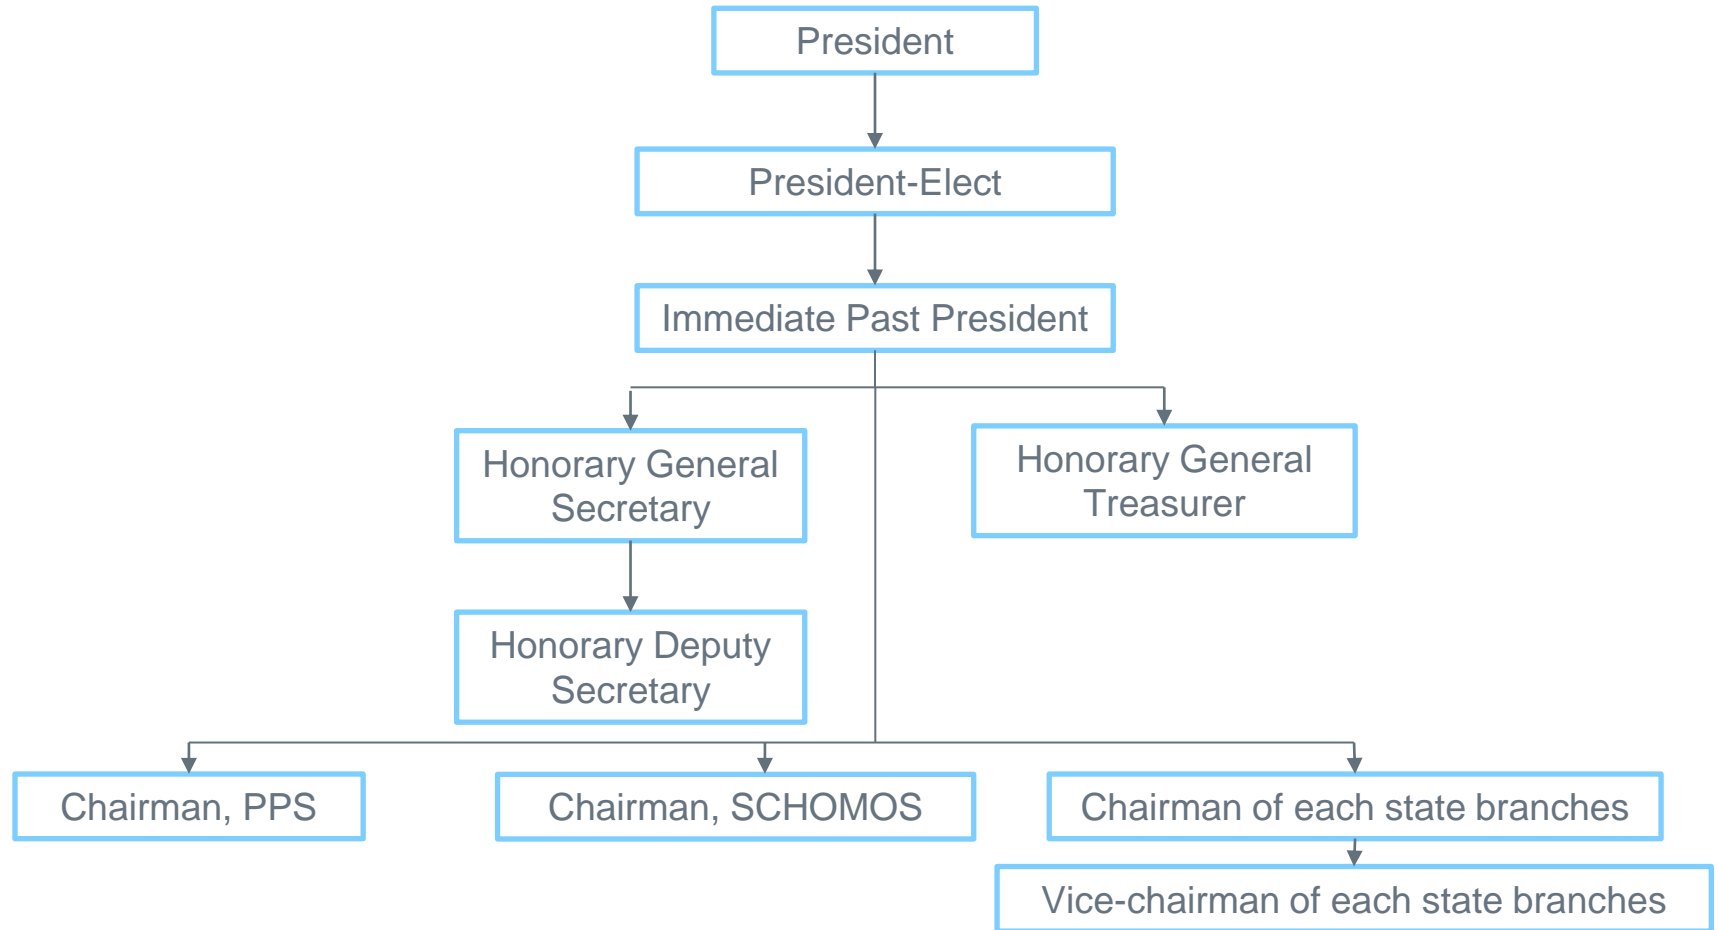 President
President-Elect
Immediate Past President
Honorary General
Secretary
Honorary General
Treasurer
Honorary Deputy
Secretary
Chairman, PPS
Chairman, SCHOMOS
Chairman of each state branches
Vice-chairman of each state branches